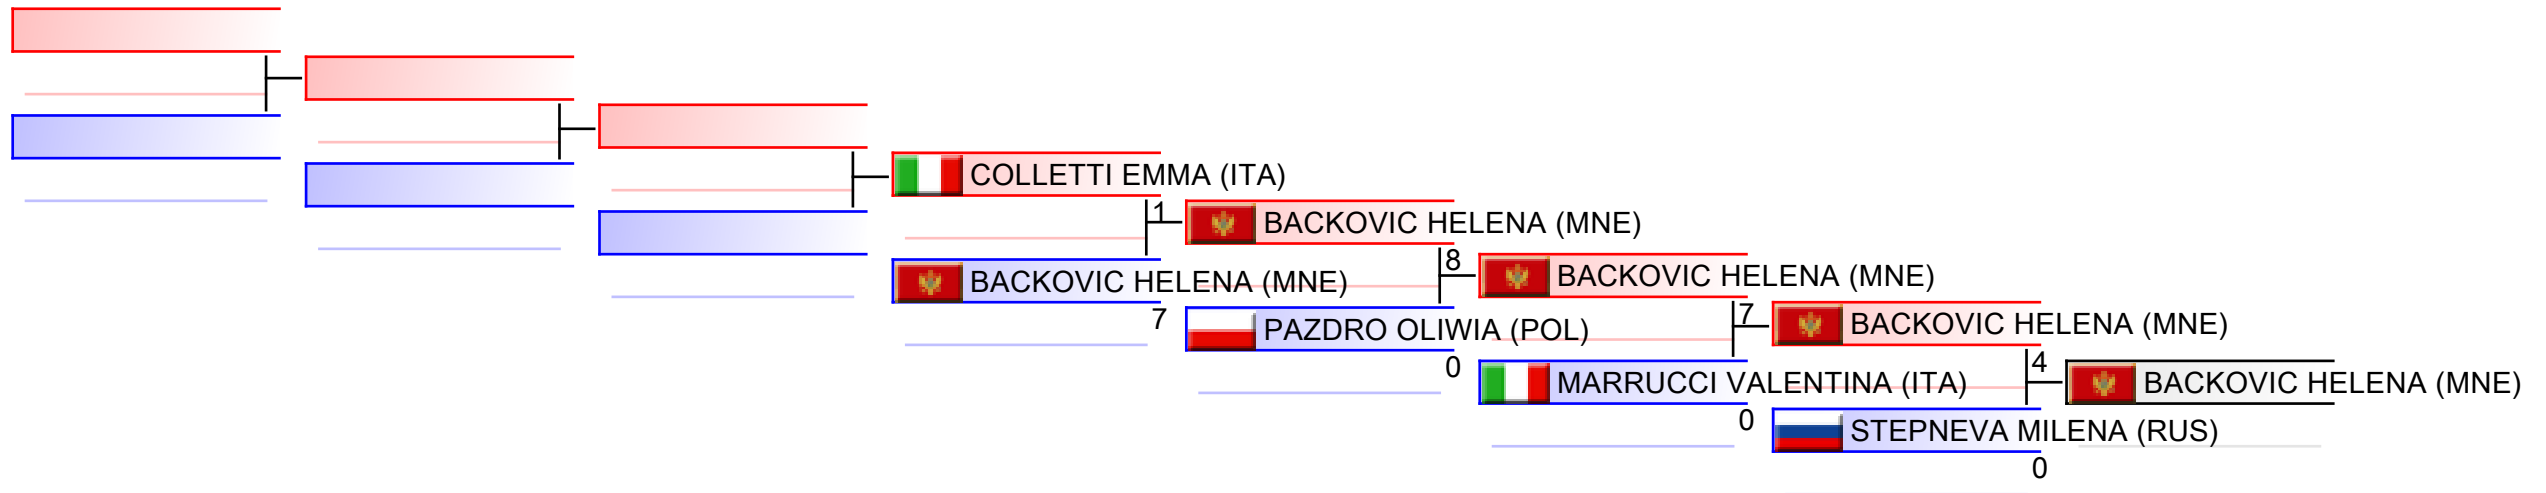 COLLETTI EMMA (ITA)
1
BACKOVIC HELENA (MNE)
7
BACKOVIC HELENA (MNE)
8
PAZDRO OLIWIA (POL)
0
BACKOVIC HELENA (MNE)
7
MARRUCCI VALENTINA (ITA)
0
BACKOVIC HELENA (MNE)
4
STEPNEVA MILENA (RUS)
0
BACKOVIC HELENA (MNE)